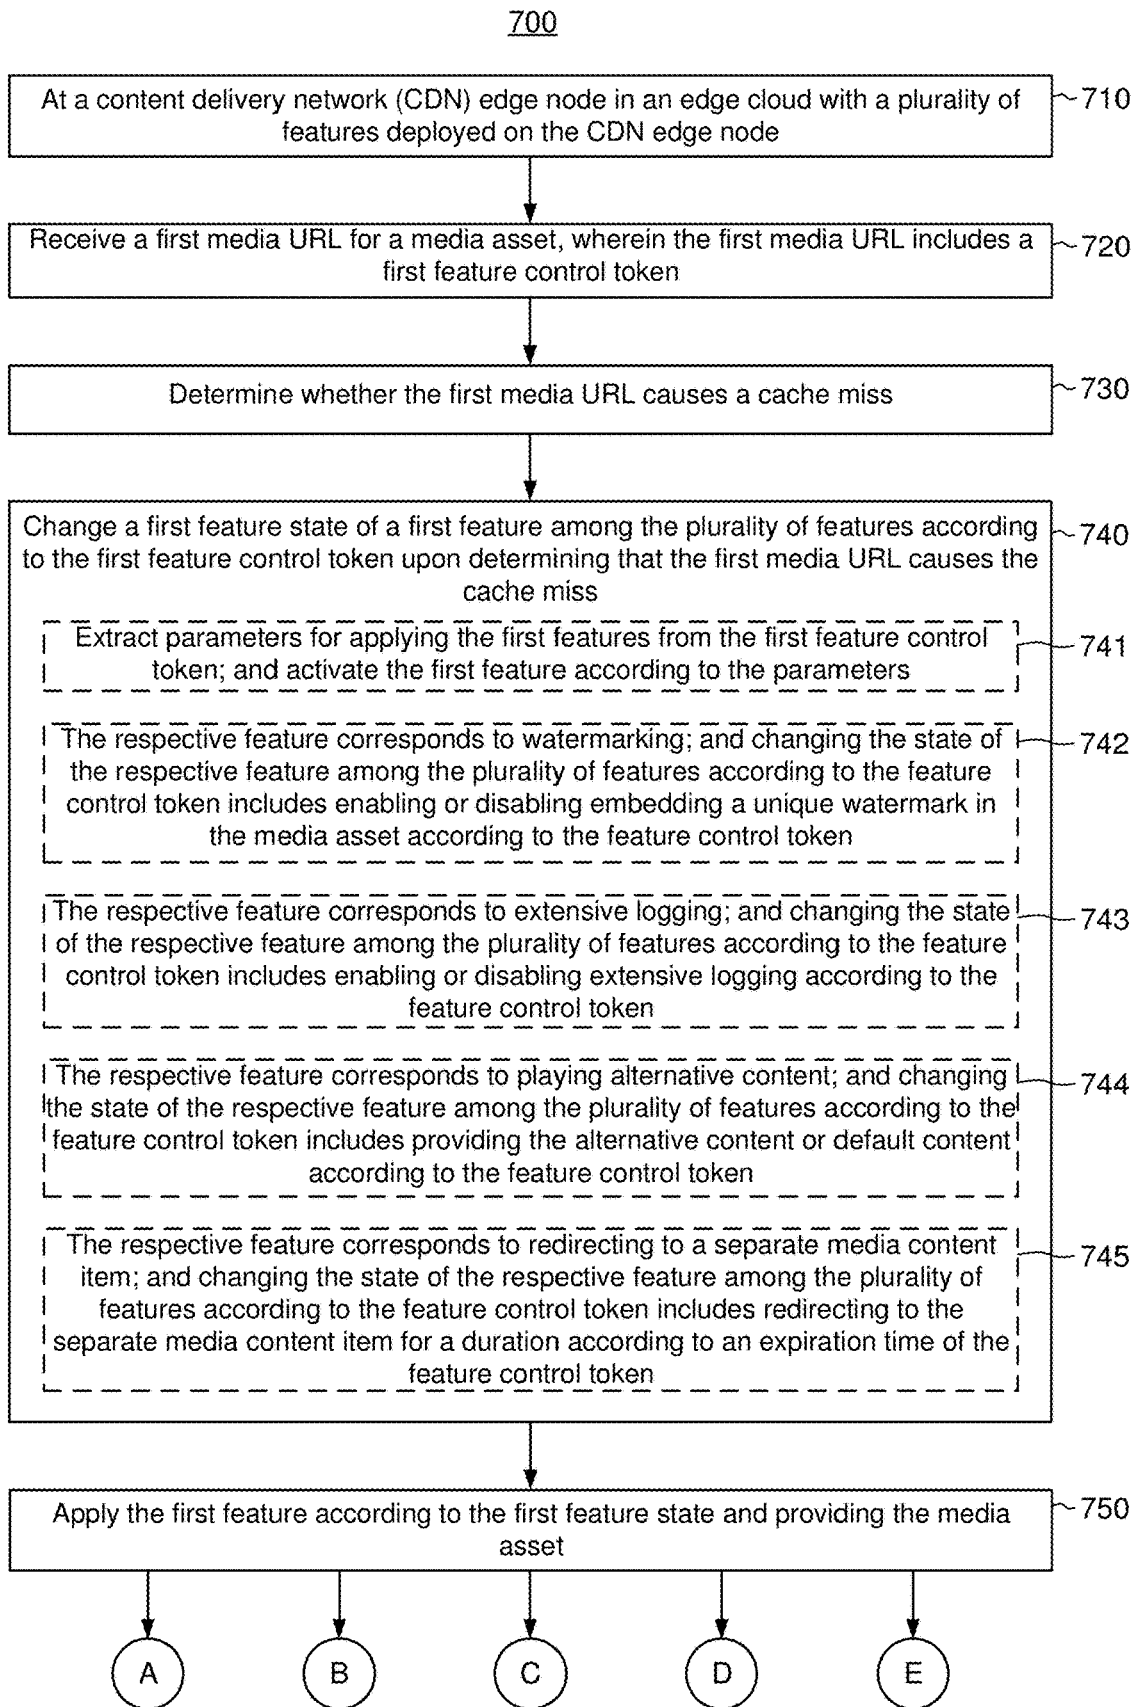 700
At a content delivery network (CDN) edge node in an edge cloud with a plurality of
features deployed on the CDN edge node
710
Receive a first media URL for a media asset, wherein the first media URL includes a
first feature control token
720
Determine whether the first media URL causes a cache miss
730
Change a first feature state of a first feature among the plurality of features according
to the first feature control token upon determining that the first media URL causes the
cache miss
740
Extract parameters for applying the first features from the first feature control
token; and activate the first feature according to the parameters
741
The respective feature corresponds to watermarking; and changing the state of
the respective feature among the plurality of features according to the feature
control token includes enabling or disabling embedding a unique watermark in
the media asset according to the feature control token
742
The respective feature corresponds to extensive logging; and changing the state
of the respective feature among the plurality of features according to the feature
control token includes enabling or disabling extensive logging according to the
feature control token
743
The respective feature corresponds to playing alternative content; and changing
the state of the respective feature among the plurality of features according to the
feature control token includes providing the alternative content or default content
according to the feature control token
744
The respective feature corresponds to redirecting to a separate media content
item; and changing the state of the respective feature among the plurality of
features according to the feature control token includes redirecting to the
separate media content item for a duration according to an expiration time of the
feature control token
745
Apply the first feature according to the first feature state and providing the media
asset
750
A
B
C
D
E